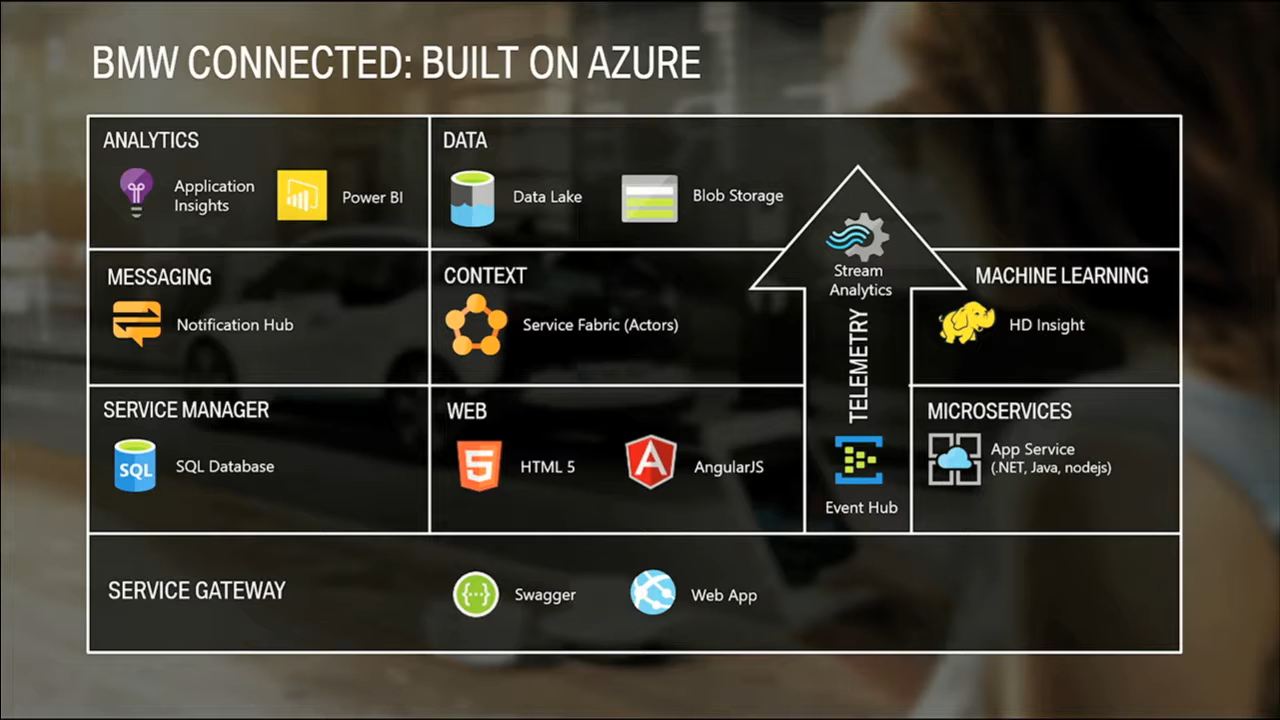 BMW CONNECTED: BUILT ON AZURE
ANALYTICS
Application
Insights
Power BI
DATA
Data Lake
Blob Storage
MESSAGING
Notification Hub
CONTEXT
Service Fabric (Actors)
Stream
Analytics
TELEMETRY
Event Hub
MACHINE LEARNING
HD Insight
SERVICE MANAGER
SQL
SQL Database
WEB
5
HTML 5
A
AngularJS
MICROSERVICES
App Service
(.NET, Java, nodejs)
SERVICE GATEWAY
{...}
Swagger
Web App